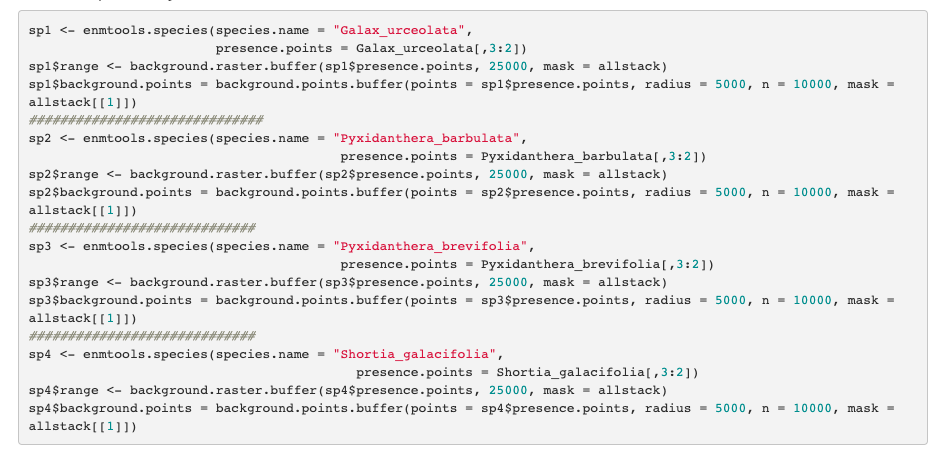 sp1 <- enmtools.species(species.name = "Galax_urceolata",
presence.points = Galax_urceolata[,3:2])
sp1$range <- background.raster.buffer(sp1$presence.points, 25000, mask = allstack)
sp1$background.points = background.points.buffer(points = sp1$presence.points, radius = 5000, n = 10000, mask =
allstack[[1]])
##############################
sp2 <- enmtools.species(species.name = "Pyxidanthera_barbulata",
presence.points = Pyxidanthera_barbulata[,3:2])
sp2$range <- background.raster.buffer(sp2$presence.points, 25000, mask = allstack)
sp2$background.points = background.points.buffer(points = sp2$presence.points, radius = 5000, n = 10000, mask =
allstack[[1]])
#############################
sp3 <- enmtools.species(species.name = "Pyxidanthera_brevifolia",
presence.points = Pyxidanthera_brevifolia[,3:2])
sp3$range <- background.raster.buffer(sp3$presence.points, 25000, mask = allstack)
sp3$background.points = background.points.buffer(points = sp3$presence.points, radius = 5000, n = 10000, mask =
allstack[[1]])
#############################
sp4 <- enmtools.species(species.name = "Shortia_galacifolia",
presence.points = Shortia_galacifolia[,3:2])
sp4$range <- background.raster.buffer(sp4$presence.points, 25000, mask = allstack)
sp4$background.points = background.points.buffer(points = sp4$presence.points, radius = 5000, n = 10000, mask =
allstack[[1]])